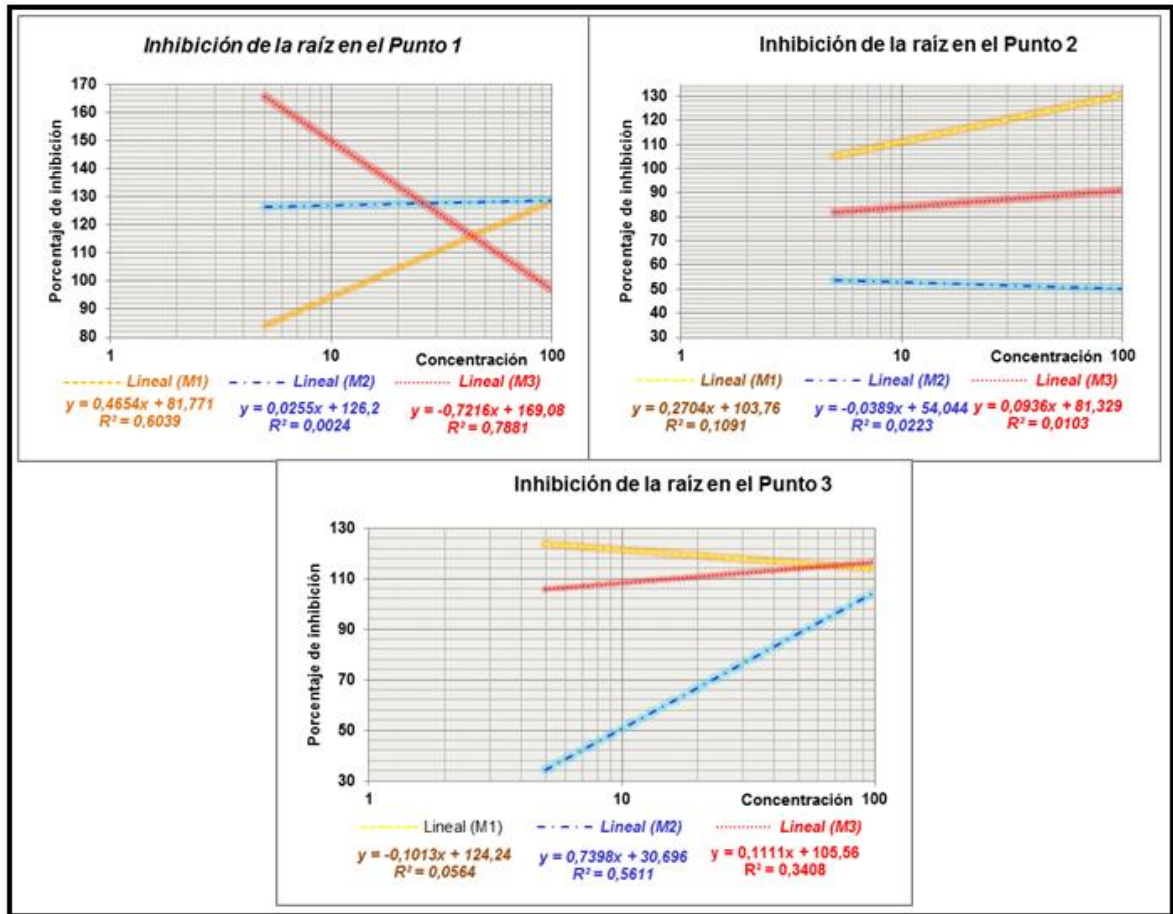 Inhibición de la raíz en el Punto 1
Porcentaje de inhibición
170
160
150
140
130
120
110
100
90
80
1
10
Concentración
100
Lineal (M1)
Lineal (M2)
Lineal (M3)
y = 0,4654x + 81,771
R² = 0,6039
y = 0,0255x + 126,2
R² = 0,0024
y = -0,7216x + 169,08
R² = 0,7881
Inhibición de la raíz en el Punto 2
Porcentaje de inhibición
130
120
110
100
90
80
70
60
50
40
30
1
10
Concentración
100
Lineal (M1)
Lineal (M2)
Lineal (M3)
y = 0,2704x + 103,76
R² = 0,1091
y = -0,0389x + 54,044
R² = 0,0223
y = 0,0936x + 81,329
R² = 0,0103
Inhibición de la raíz en el Punto 3
Porcentaje de inhibición
130
110
90
70
50
30
1
10
Concentración
100
Lineal (M1)
Lineal (M2)
Lineal (M3)
y = -0,1013x + 124,24
R² = 0,0564
y = 0,7398x + 30,696
R² = 0,5611
y = 0,1111x + 105,56
R² = 0,3408